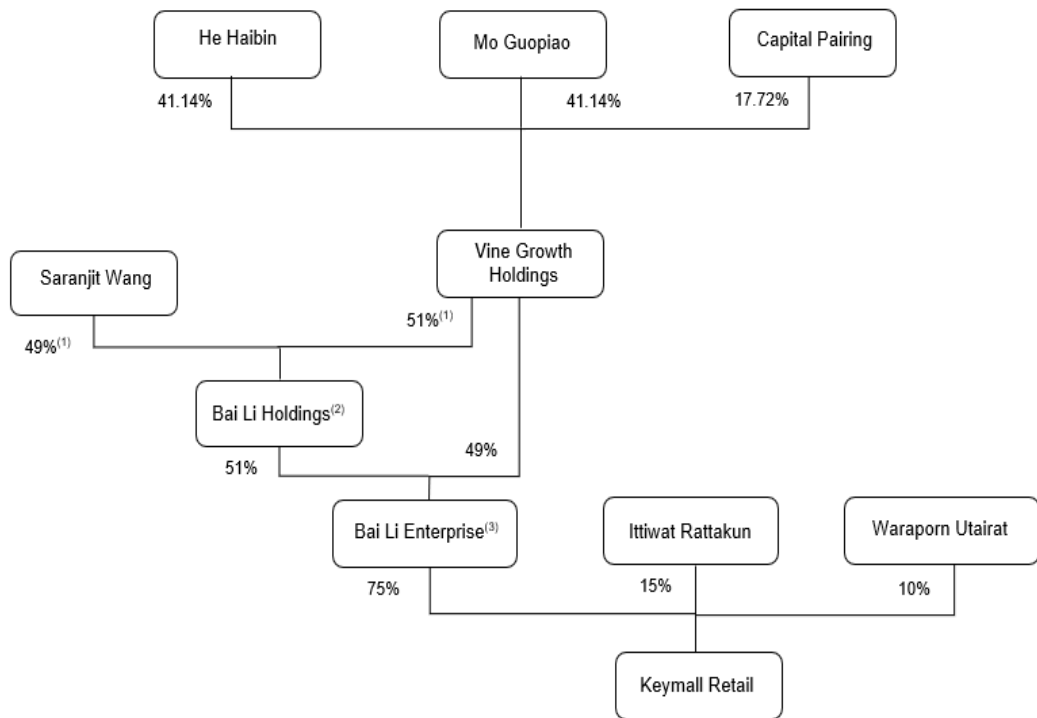 He Haibin
Mo Guopiao
Capital Pairing
41.14%
41.14%
17.72%
Vine Growth
Holdings
Saranjit Wang
51%(1)
49%(1)
Bai Li Holdings(2)
51%
49%
Bai Li Enterprise(3)
Ittiwat Rattakun
Waraporn Utairat
75%
15%
10%
Keymall Retail